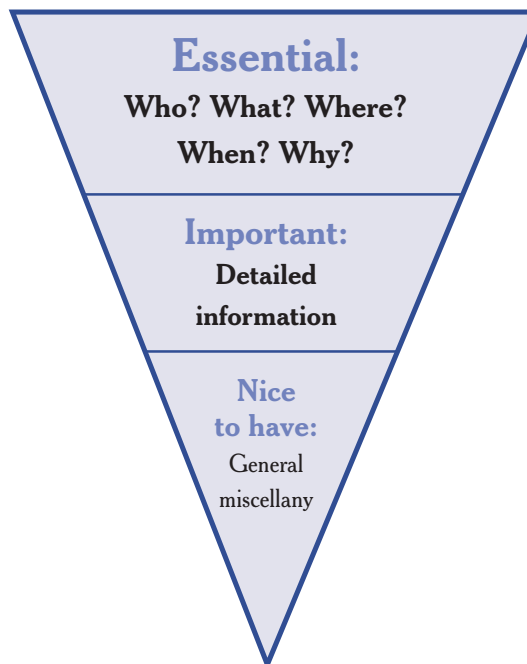 Essential:
Who? What? Where?
When? Why?
Important:
Detailed
information
Nice
to have:
General
miscellany